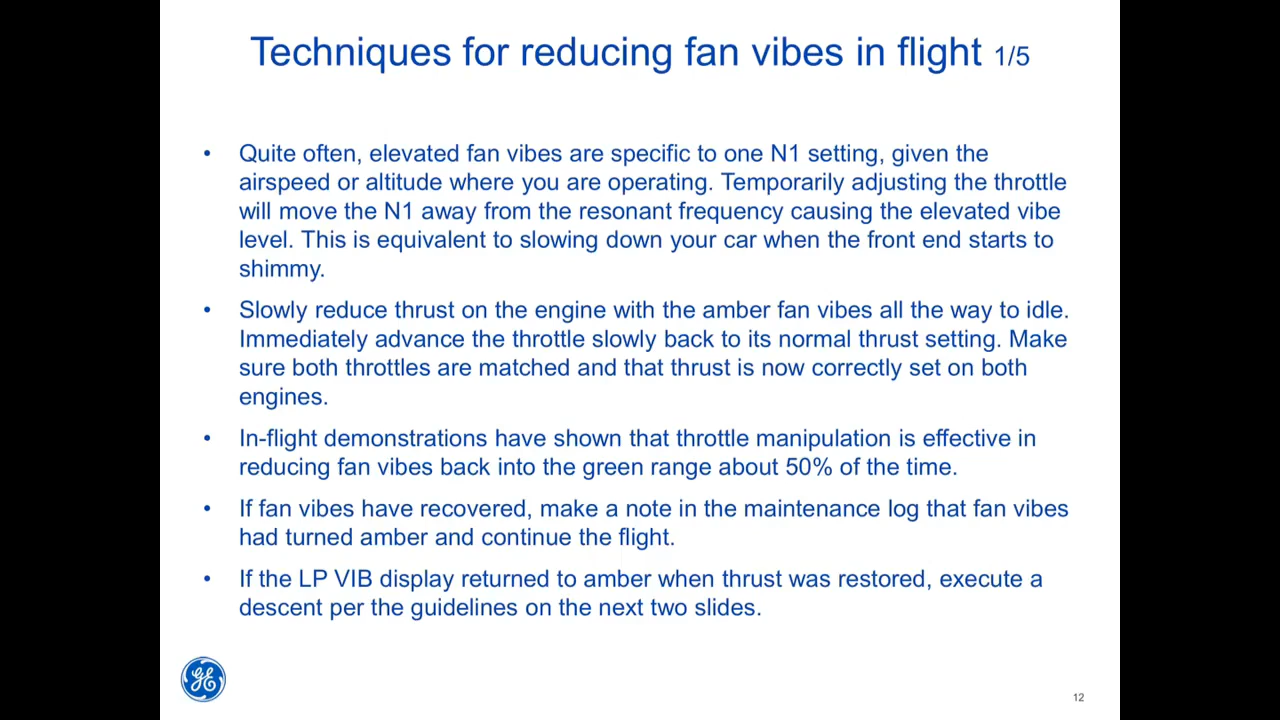 Techniques for reducing fan vibes in flight 1/5
• Quite often, elevated fan vibes are specific to one N1 setting, given the
airspeed or altitude where you are operating. Temporarily adjusting the throttle
will move the N1 away from the resonant frequency causing the elevated vibe
level. This is equivalent to slowing down your car when the front end starts to
shimmy.
• Slowly reduce thrust on the engine with the amber fan vibes all the way to idle.
Immediately advance the throttle slowly back to its normal thrust setting. Make
sure both throttles are matched and that thrust is now correctly set on both
engines.
• In-flight demonstrations have shown that throttle manipulation is effective in
reducing fan vibes back into the green range about 50% of the time.
• If fan vibes have recovered, make a note in the maintenance log that fan vibes
had turned amber and continue the flight.
• If the LP VIB display returned to amber when thrust was restored, execute a
descent per the guidelines on the next two slides.
GE
12